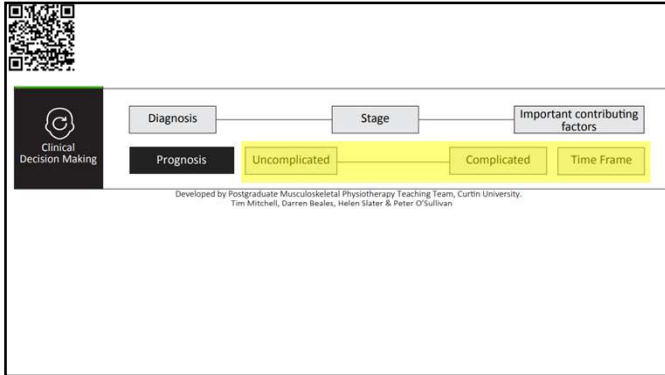 Clinical
Decision Making
Diagnosis
Stage
Important contributing
factors
Prognosis
Uncomplicated
Complicated
Time Frame
Developed by Postgraduate Musculoskeletal Physiotherapy Teaching Team, Curtin University.
Tim Mitchell, Darren Beales, Helen Slater & Peter O'Sullivan